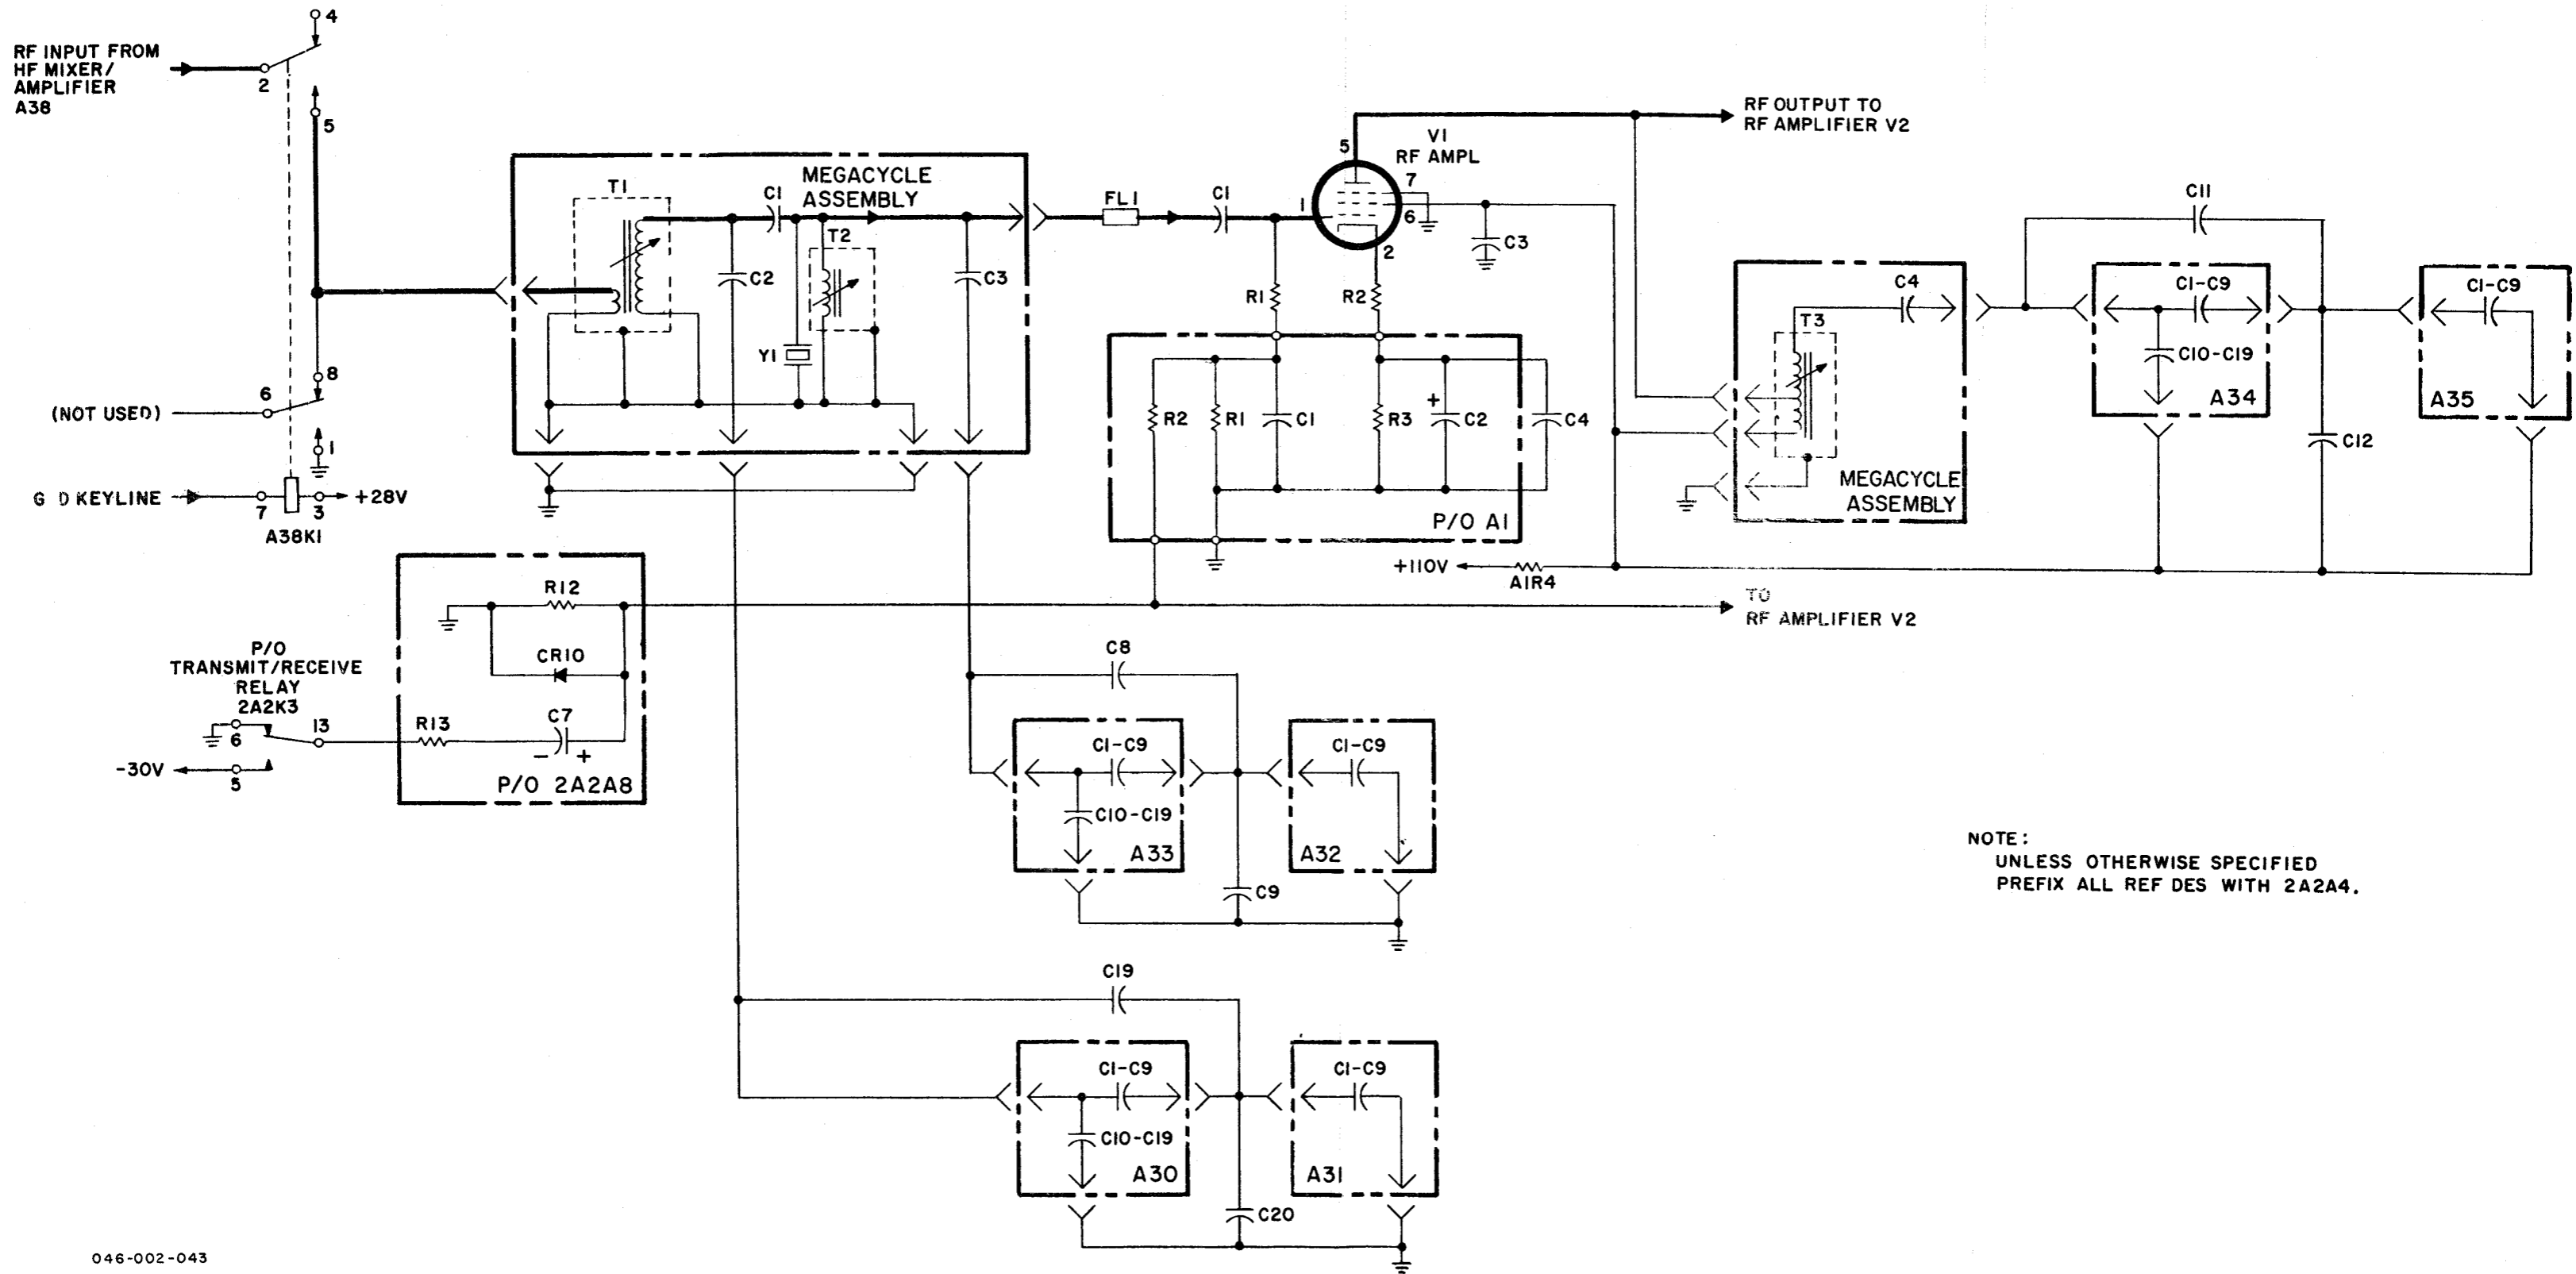 4
RF INPUT FROM
HF MIXER/
AMPLIFIER
A38
2
5
8
6
(NOT USED)
1
G D KEYLINE
7
3
+28V
A38K1
MEGACYCLE
ASSEMBLY
T1
C1
T2
C2
C3
Y1
FL1
C1
V1
RF AMPL
5
7
1
6
2
C3
R1
R2
R2
R1
C1
R3
+
C2
C4
P/O A1
RF OUTPUT TO
RF AMPLIFIER V2
+110V
A1R4
TO
RF AMPLIFIER V2
C4
T3
MEGACYCLE
ASSEMBLY
C11
C1-C9
C10-C19
A34
C12
C1-C9
A35
R12
CR10
R13
C7
- +
P/O 2A2A8
P/O
TRANSMIT/RECEIVE
RELAY
2A2K3
6
13
-30V
5
C8
C1-C9
C10-C19
A33
C9
C1-C9
A32
C19
C1-C9
C10-C19
A30
C20
C1-C9
A31
NOTE:
UNLESS OTHERWISE SPECIFIED
PREFIX ALL REF DES WITH 2A2A4.
046-002-043